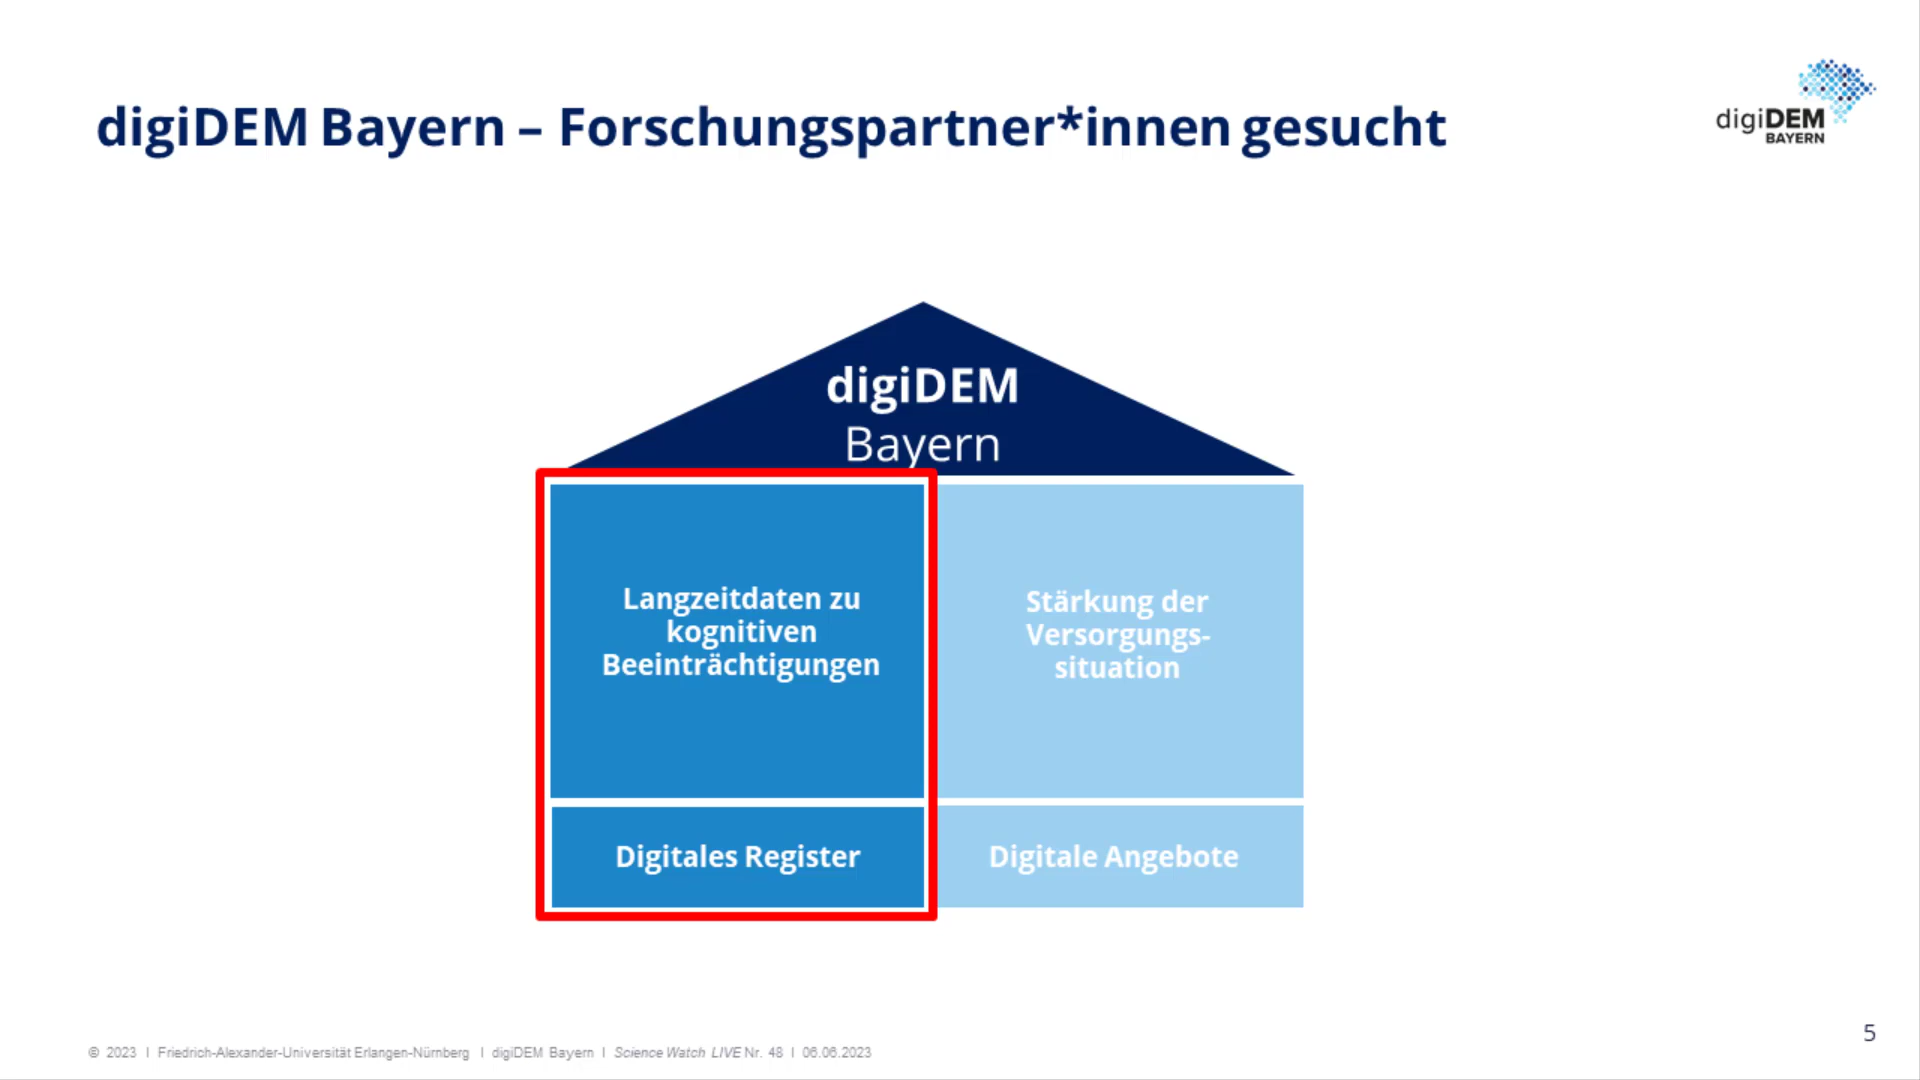 digiDEM Bayern – Forschungspartner*innen gesucht
digiDEM
BAYERN
digiDEM
Bayern
Langzeitdaten zu
kognitiven
Beeinträchtigungen
Stärkung der
Versorgungs-
situation
Digitales Register
Digitale Angebote
5
© 2023 I Friedrich-Alexander-Universität Erlangen-Nürnberg I digiDEM Bayern I Science Watch LIVE Nr. 48 I 06.06.2023